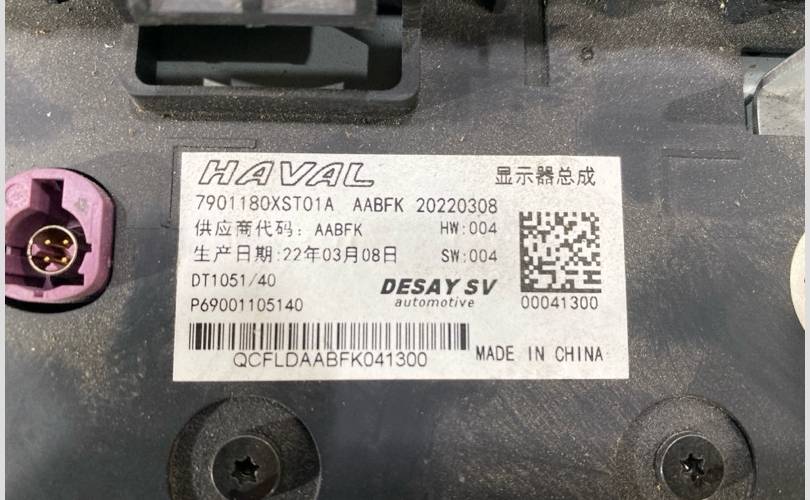 HAVAL 显示器总成
7901180XST01A AABFK 20220308
供应商代码: AABFK HW:004
生产日期:22年03月08日 SW:004
DT1051/40 DESAY SV
automotive
P69001105140 00041300
QCFLDAABFK041300 MADE IN CHINA